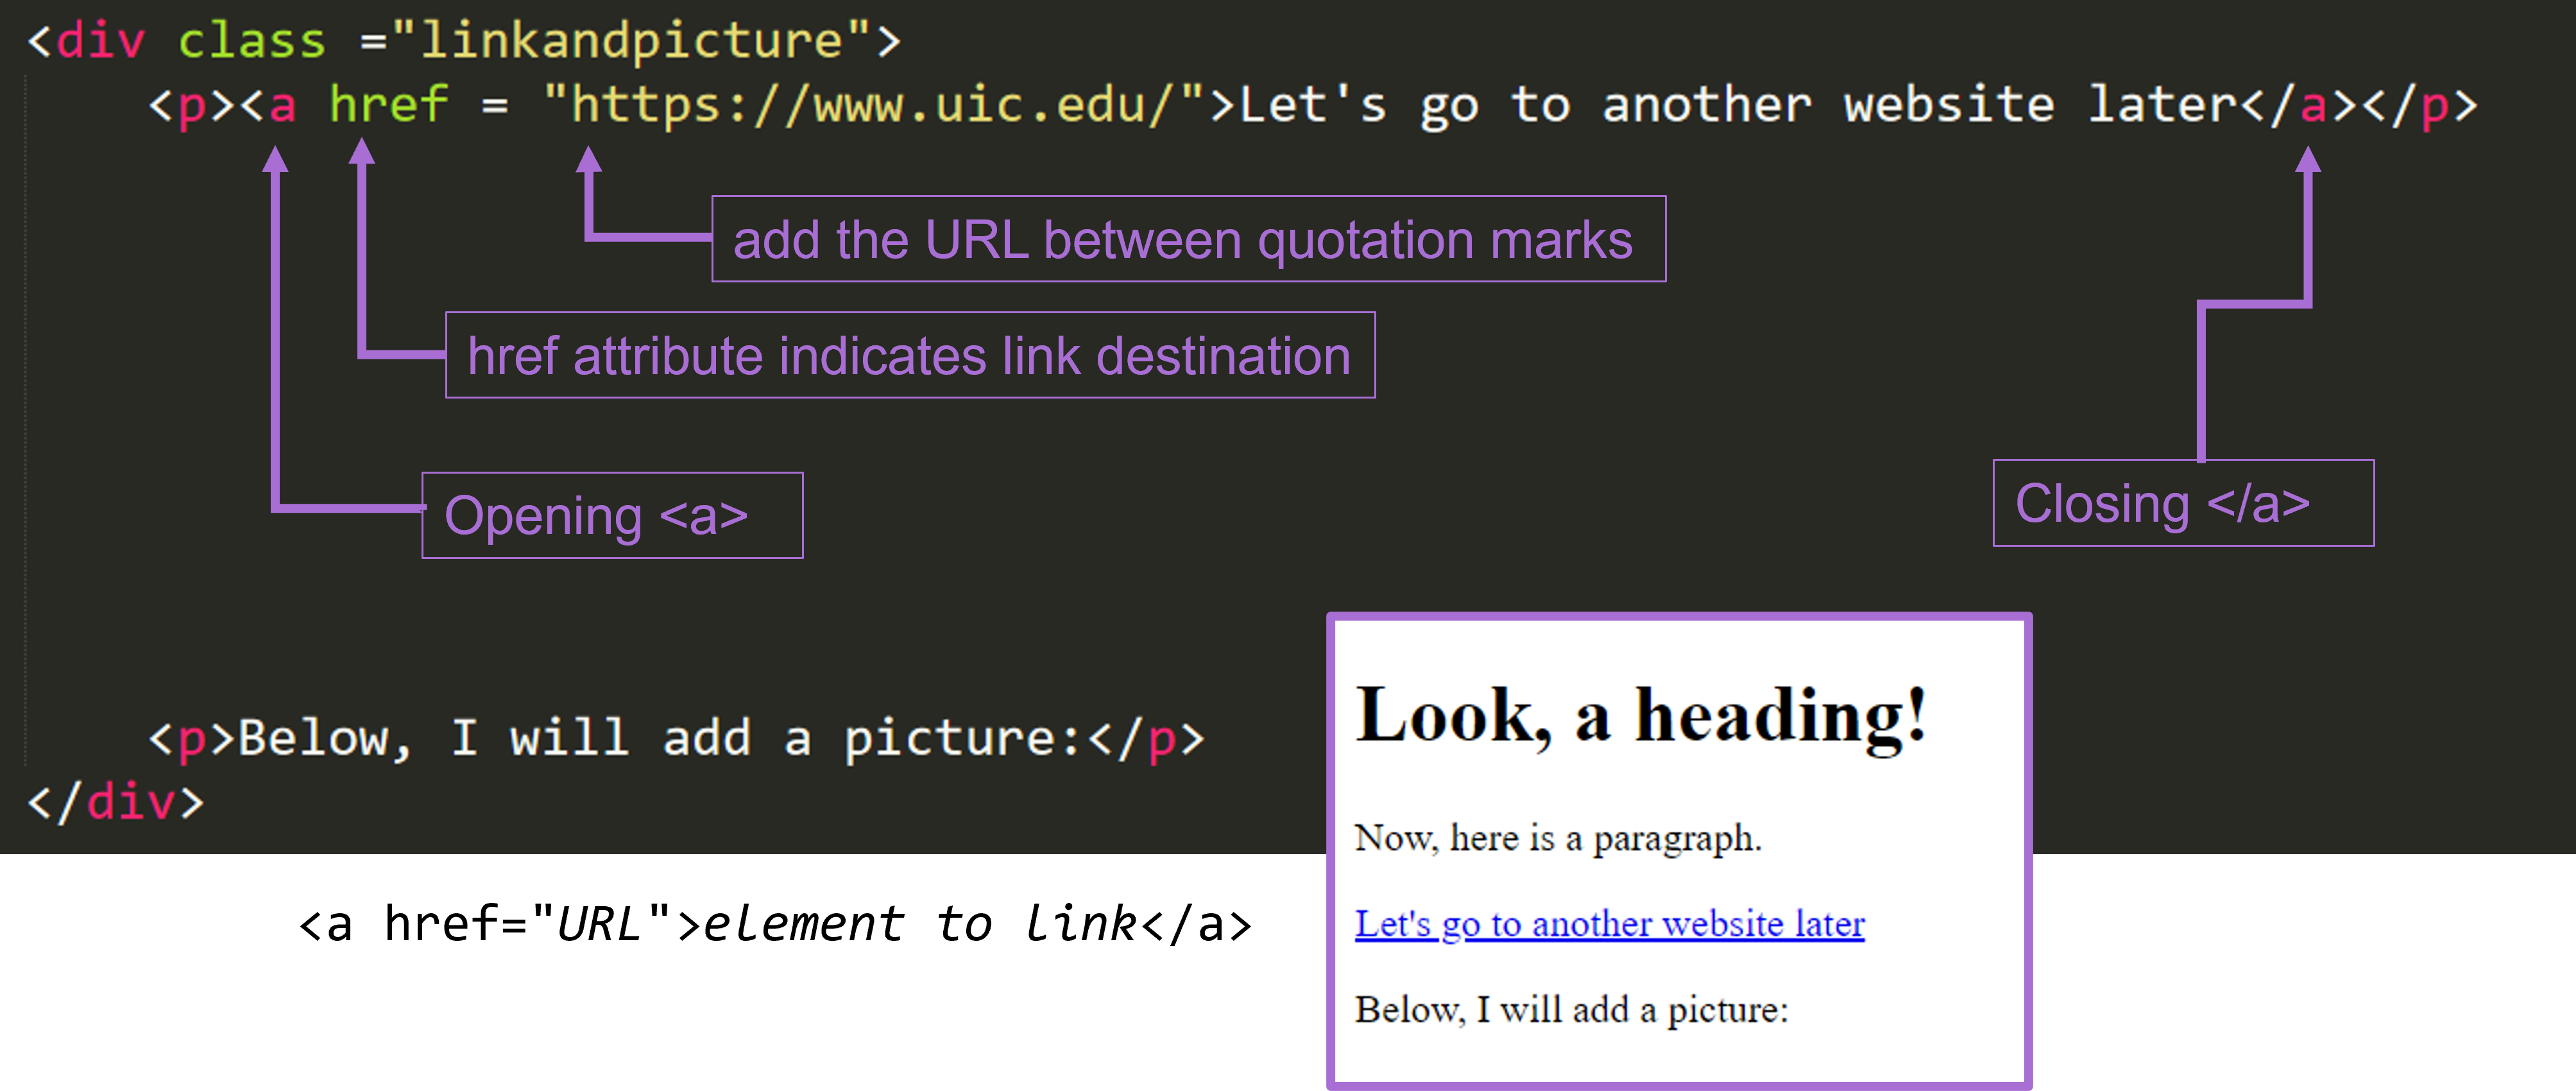 <div class ="linkandpicture">
<p><a href = "https://www.uic.edu/">Let's go to another website later</a></p>
add the URL between quotation marks
href attribute indicates link destination
Opening <a>
Closing </a>
<p>Below, I will add a picture:</p>
</div>
<a href="URL">element to link</a>
Look, a heading!
Now, here is a paragraph.
Let's go to another website later
Below, I will add a picture: